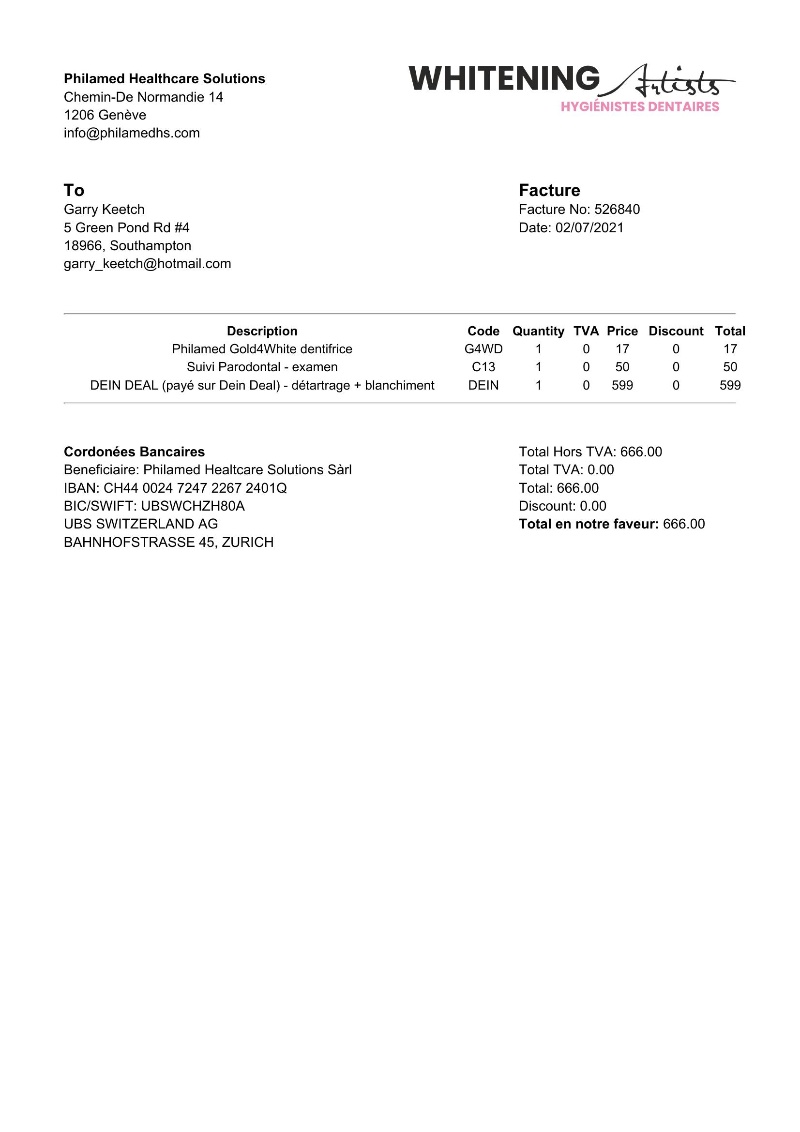 Philamed Healthcare Solutions
Chemin-De Normandie 14
1206 Genève
info@philamedhs.com
WHITENING Artists
HYGIÉNISTES DENTAIRES
To
Garry Keetch
5 Green Pond Rd #4
18966, Southampton
garry_keetch@hotmail.com
Facture
Facture No: 526840
Date: 02/07/2021
Description Code Quantity TVA Price Discount Total
Philamed Gold4White dentifrice G4WD 1 0 17 0 17
Suivi Parodontal - examen C13 1 0 50 0 50
DEIN DEAL (payé sur Dein Deal) - détartrage + blanchiment DEIN 1 0 599 0 599
Cordonées Bancaires
Beneficiaire: Philamed Healtcare Solutions Sàrl
IBAN: CH44 0024 7247 2267 2401Q
BIC/SWIFT: UBSWCHZH80A
UBS SWITZERLAND AG
BAHNHOFSTRASSE 45, ZURICH
Total Hors TVA: 666.00
Total TVA: 0.00
Total: 666.00
Discount: 0.00
Total en notre faveur: 666.00